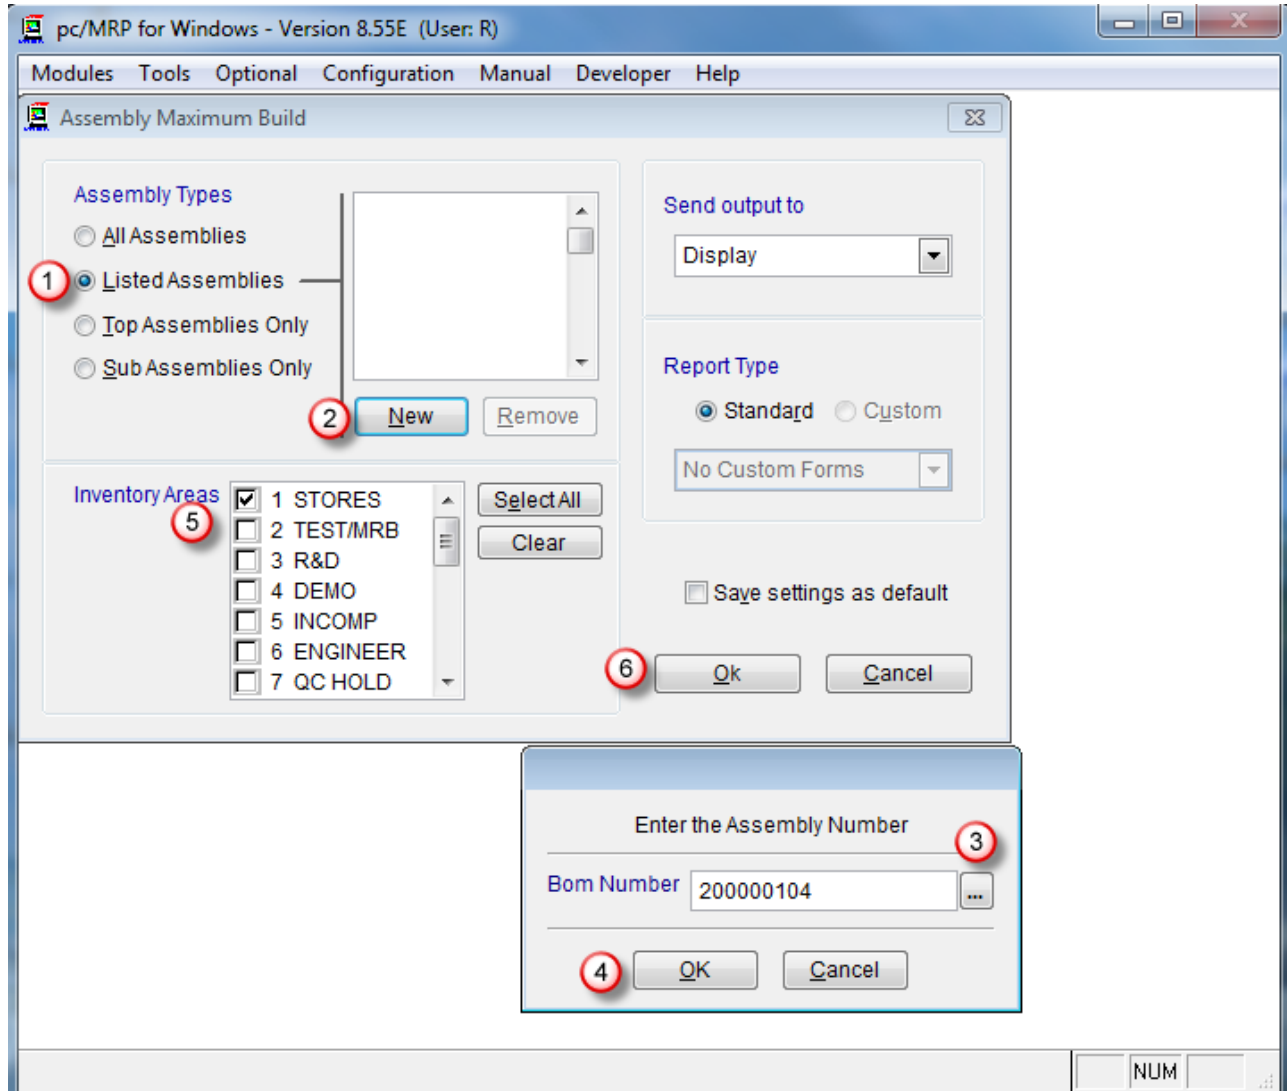 pc/MRP for Windows - Version 8.55E (User: R)
Modules Tools Optional Configuration Manual Developer Help
Assembly Maximum Build
Assembly Types
All Assemblies
1 Listed Assemblies
Top Assemblies Only
Sub Assemblies Only
2 New Remove
Inventory Areas
5
1 STORES
2 TEST/MRB
3 R&D
4 DEMO
5 INCOMP
6 ENGINEER
7 QC HOLD
Select All
Clear
Send output to
Display
Report Type
Standard Custom
No Custom Forms
Save settings as default
6 Ok Cancel
Enter the Assembly Number
3
Bom Number 200000104 ...
4 OK Cancel
NUM